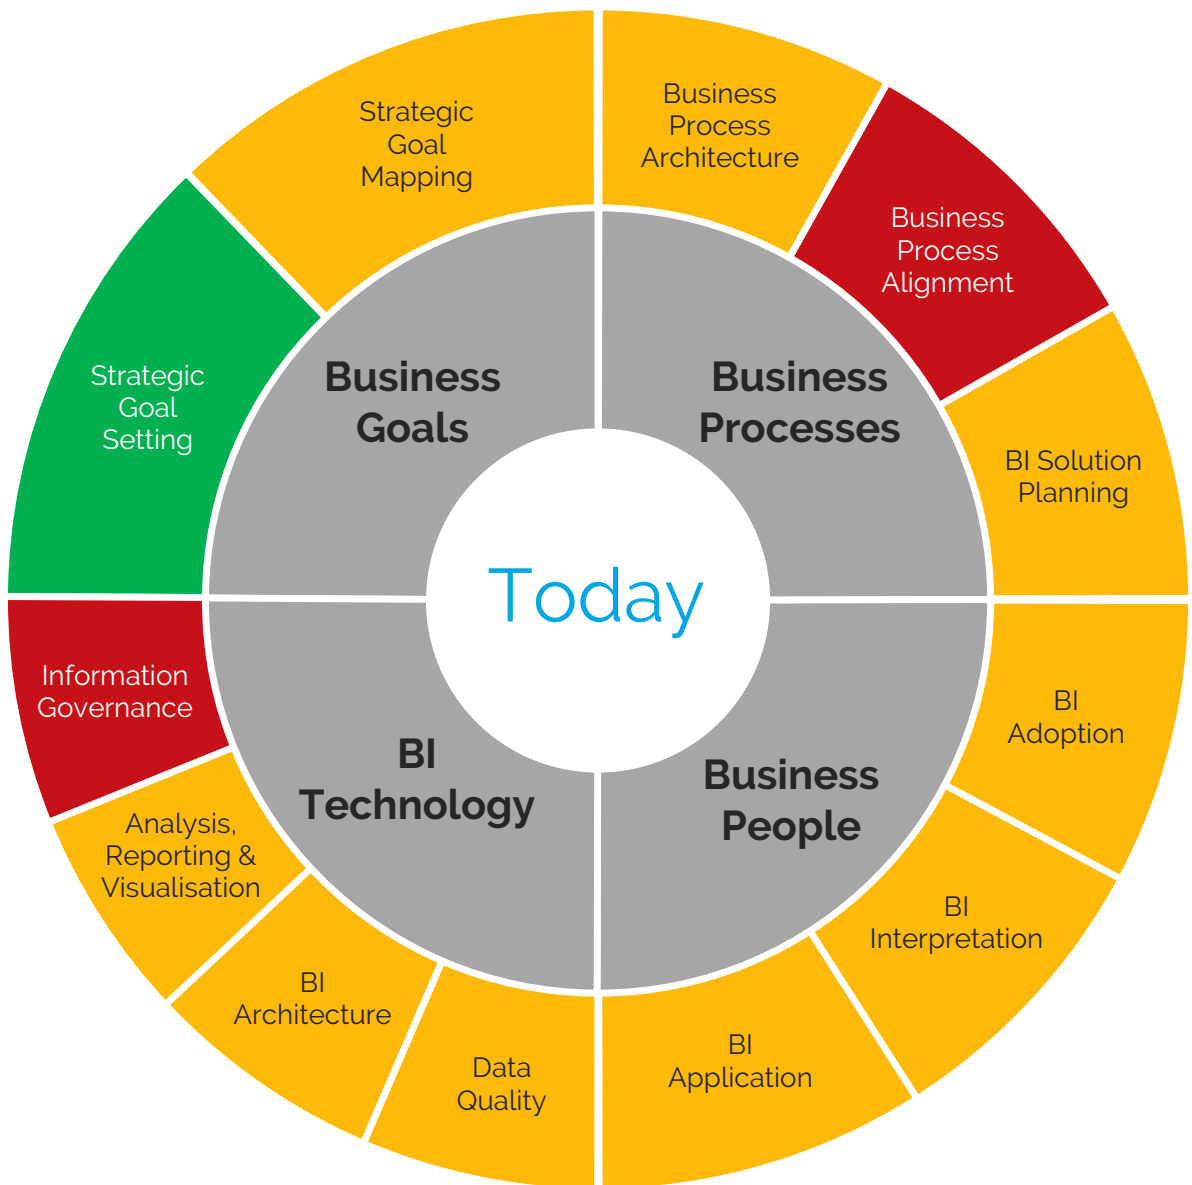 Strategic
Goal
Mapping
Business
Process
Architecture
Business
Process
Alignment
BI Solution
Planning
BI
Adoption
BI
Interpretation
BI
Application
Data
Quality
BI
Architecture
Analysis,
Reporting &
Visualisation
Information
Governance
Strategic
Goal
Setting
Business
Goals
Business
Processes
Business
People
BI
Technology
Today